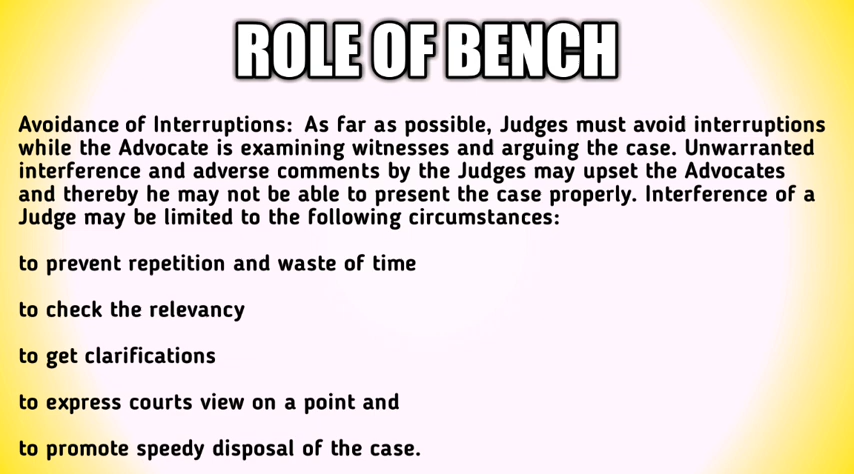 ROLE OF BENCH
Avoidance of Interruptions: As far as possible, Judges must avoid interruptions
while the Advocate is examining witnesses and arguing the case. Unwarranted
interference and adverse comments by the Judges may upset the Advocates
and thereby he may not be able to present the case properly. Interference of a
Judge may be limited to the following circumstances:
to prevent repetition and waste of time
to check the relevancy
to get clarifications
to express courts view on a point and
to promote speedy disposal of the case.